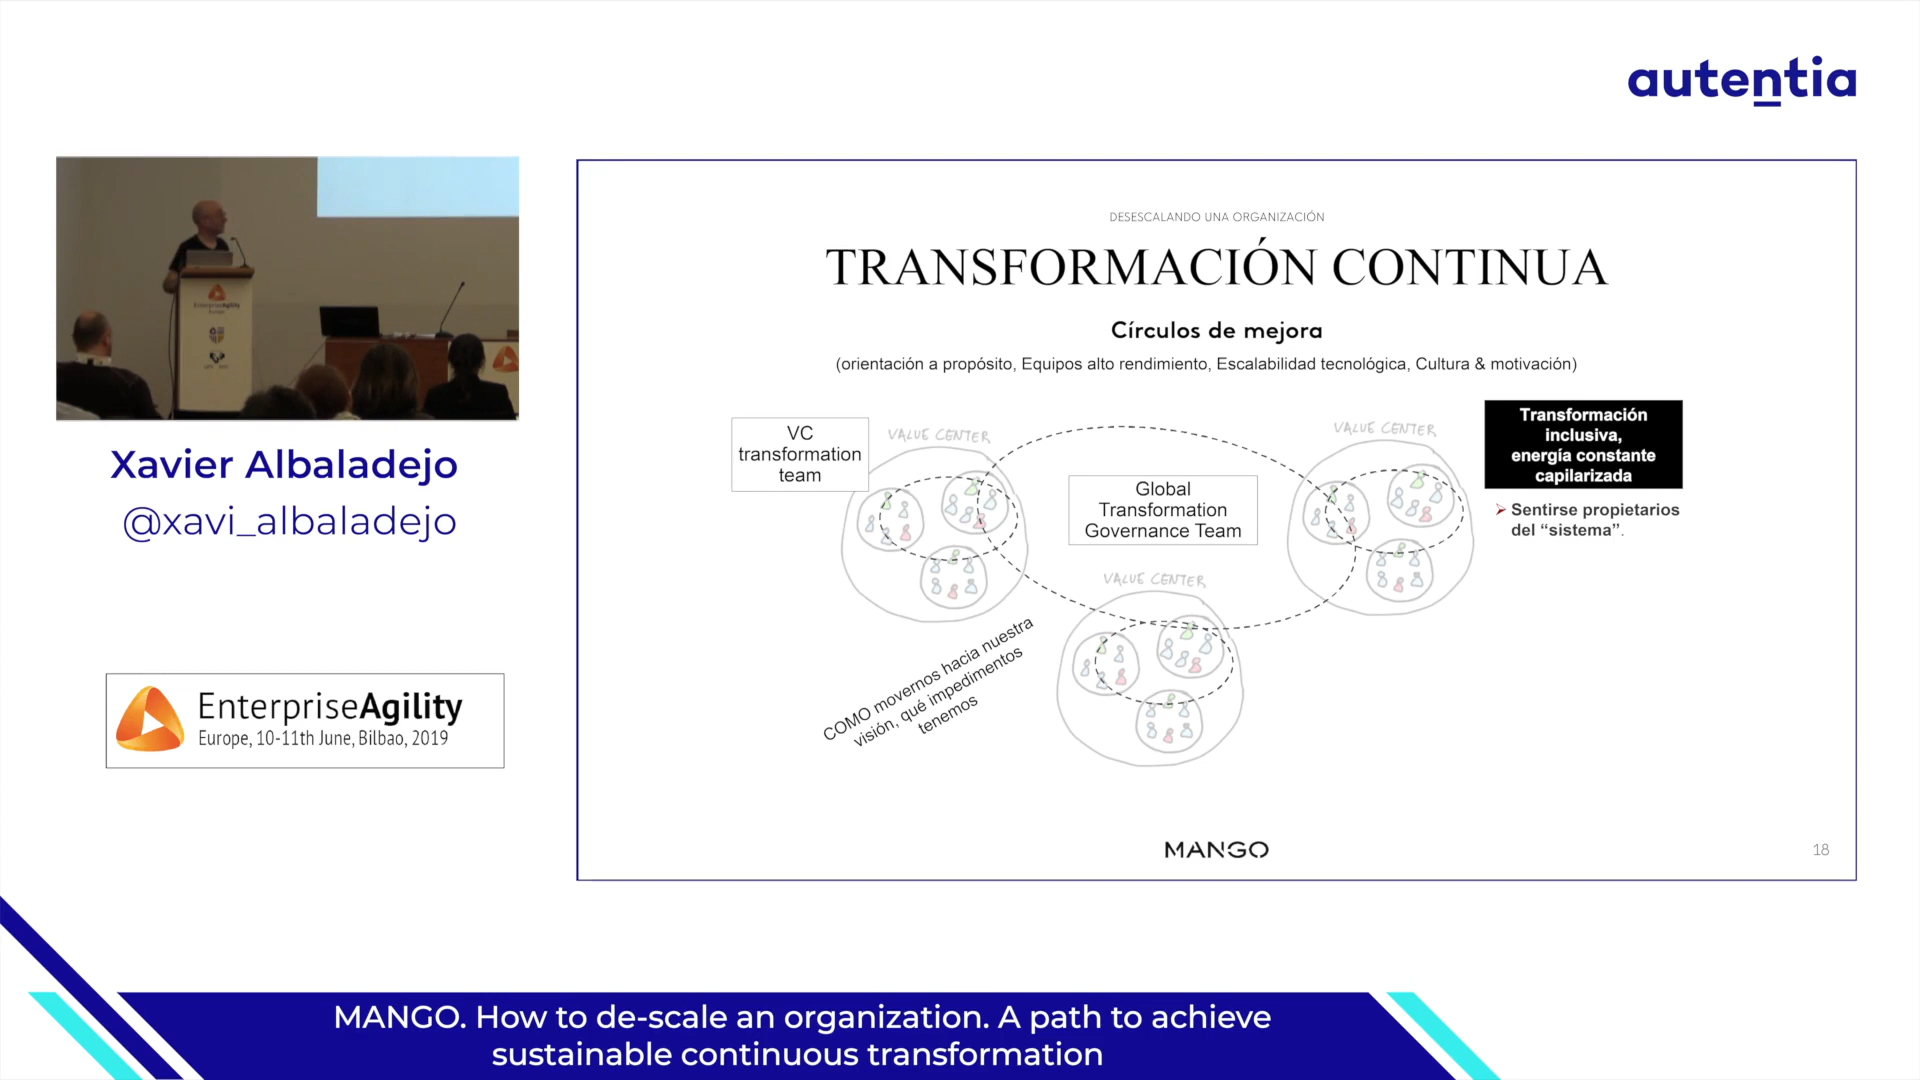 autentia
Xavier Albaladejo
@xavi_albaladejo
EnterpriseAgility
Europe, 10-11th June, Bilbao, 2019
DESESCALANDO UNA ORGANIZACIÓN
TRANSFORMACIÓN CONTINUA
Círculos de mejora
(orientación a propósito, Equipos alto rendimiento, Escalabilidad tecnológica, Cultura & motivación)
VC
transformation
team
VALUE CENTER
Global
Transformation
Governance Team
VALUE CENTER
Transformación
inclusiva,
energía constante
capilarizada
Sentirse propietarios
del “sistema”.
VALUE CENTER
COMO movernos hacia nuestra
visión, qué impedimentos
tenemos
MANGO
18
MANGO. How to de-scale an organization. A path to achieve
sustainable continuous transformation